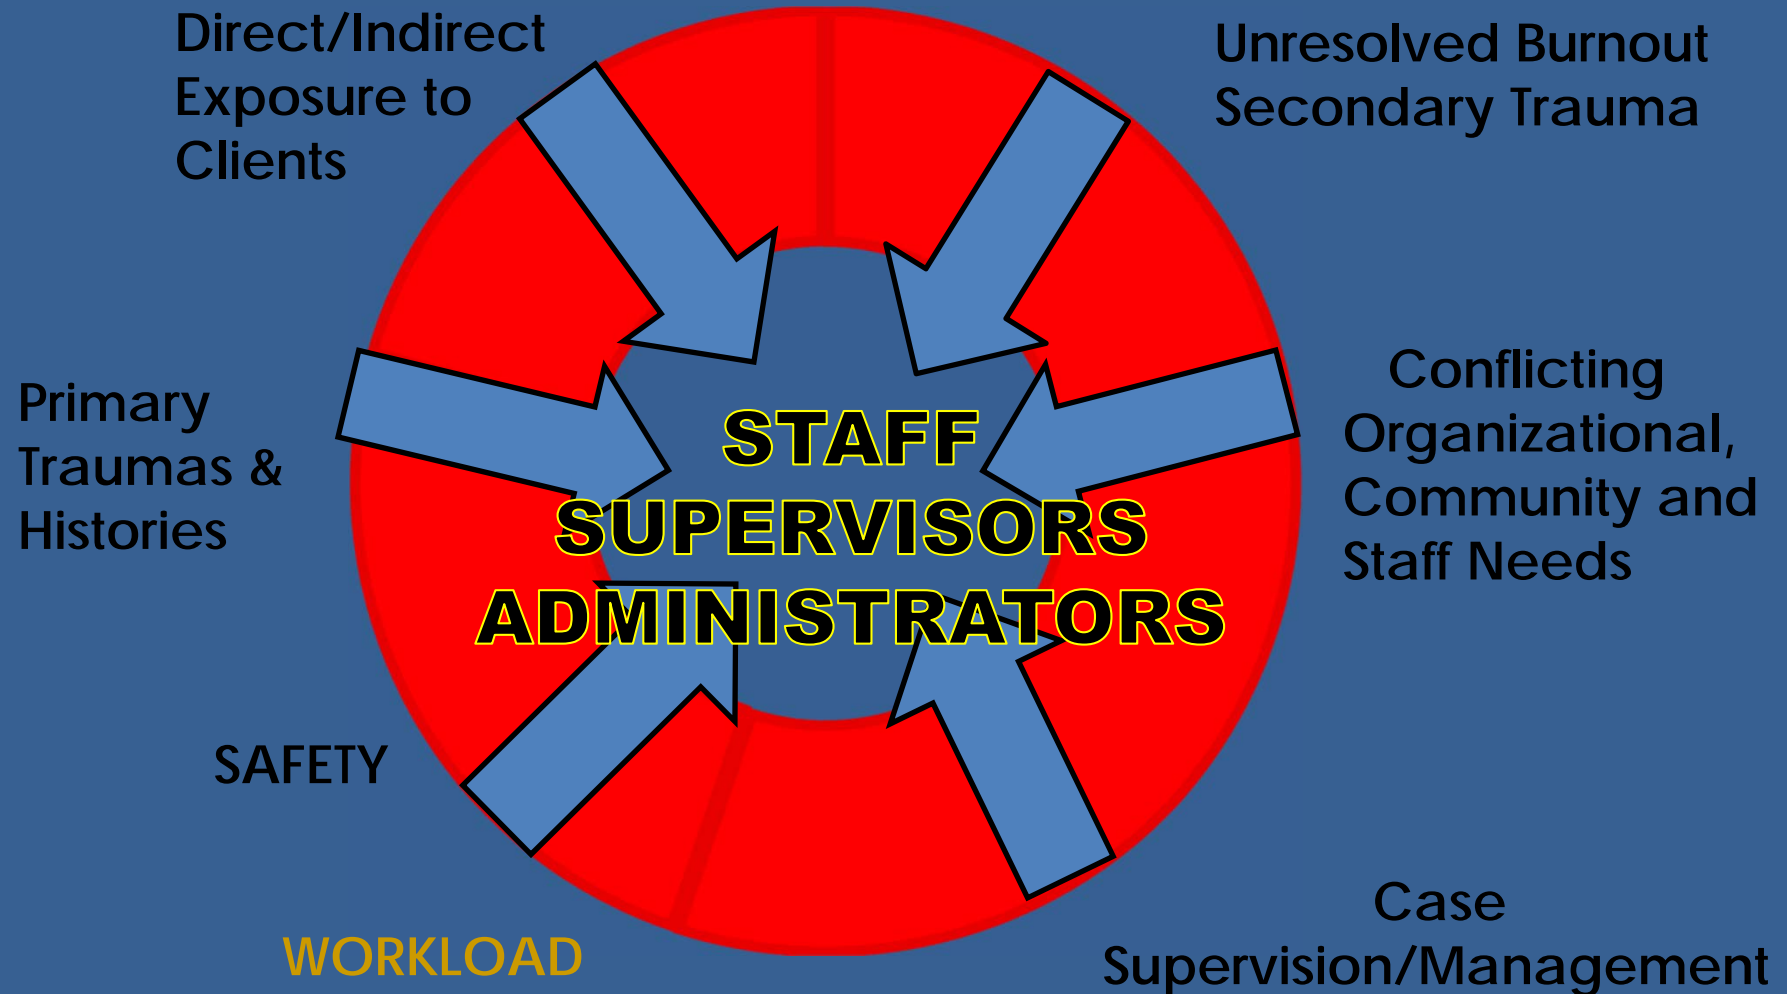 Direct/Indirect
Exposure to
Clients
Unresolved Burnout
Secondary Trauma
Primary
Traumas &
Histories
STAFF
SUPERVISORS
ADMINISTRATORS
Conflicting
Organizational,
Community and
Staff Needs
SAFETY
WORKLOAD
Case
Supervision/Management